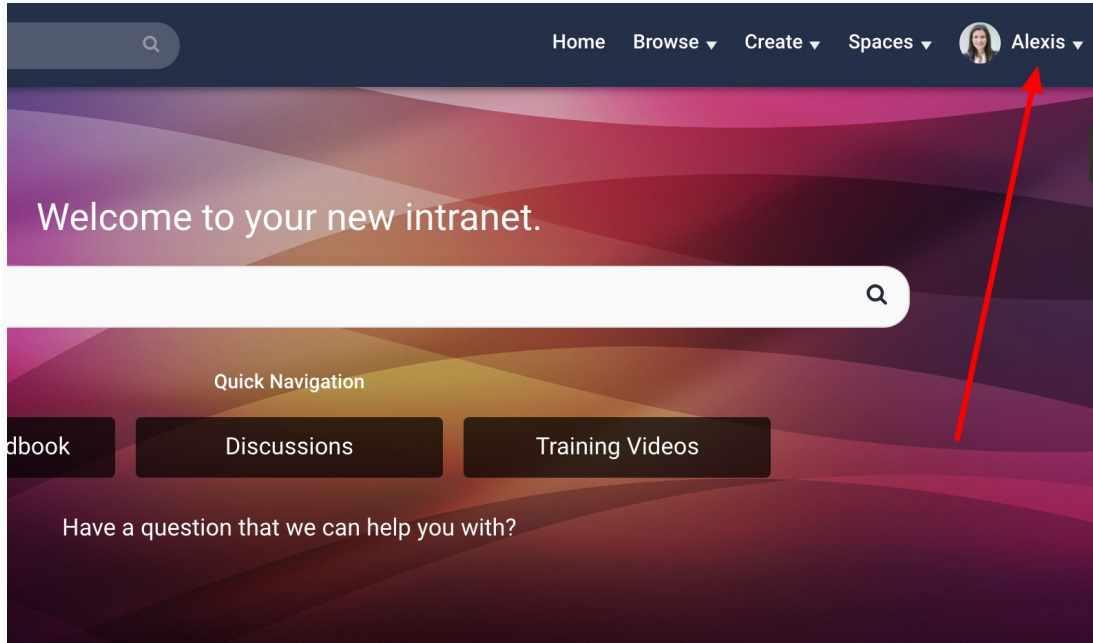 Home Browse Create Spaces Alexis
Welcome to your new intranet.
Quick Navigation
dbook Discussions Training Videos
Have a question that we can help you with?